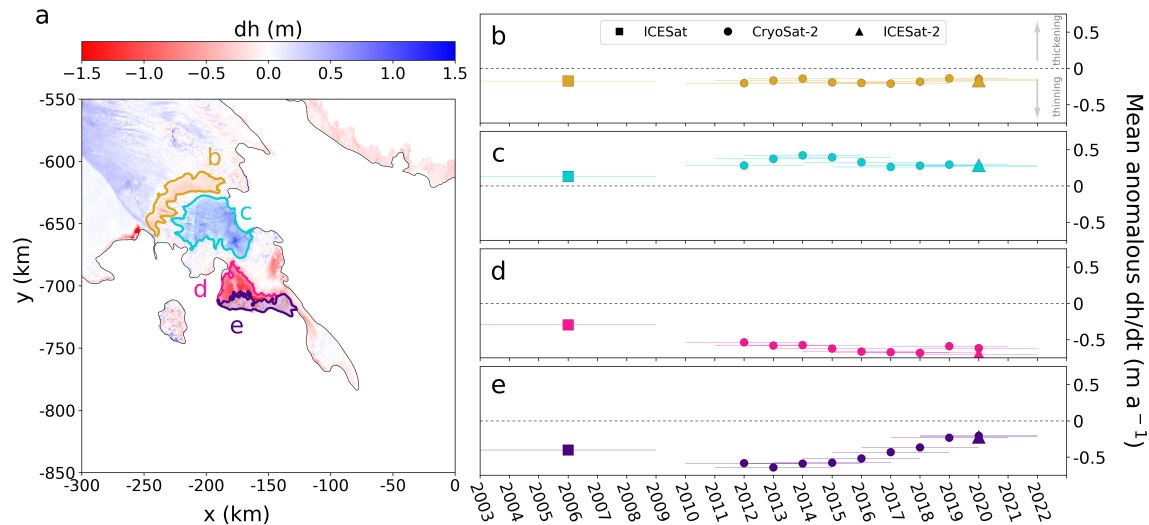 a
dh (m)
−1.5 −1.0 −0.5 0.0 0.5 1.0 1.5
-550
-600
-650
-700
-750
-800
-850
y (km)
-300 -250 -200 -150 -100 -50 0
x (km)
b
c
d
e
b
ICESat CryoSat-2 ICESat-2
thickening
thinning
0.5
0
-0.5
c
0.5
0
-0.5
d
0.5
0
-0.5
e
0.5
0
-0.5
Mean anomalous dh/dt (m a⁻¹)
2003 2004 2005 2006 2007 2008 2009 2010 2011 2012 2013 2014 2015 2016 2017 2018 2019 2020 2021 2022